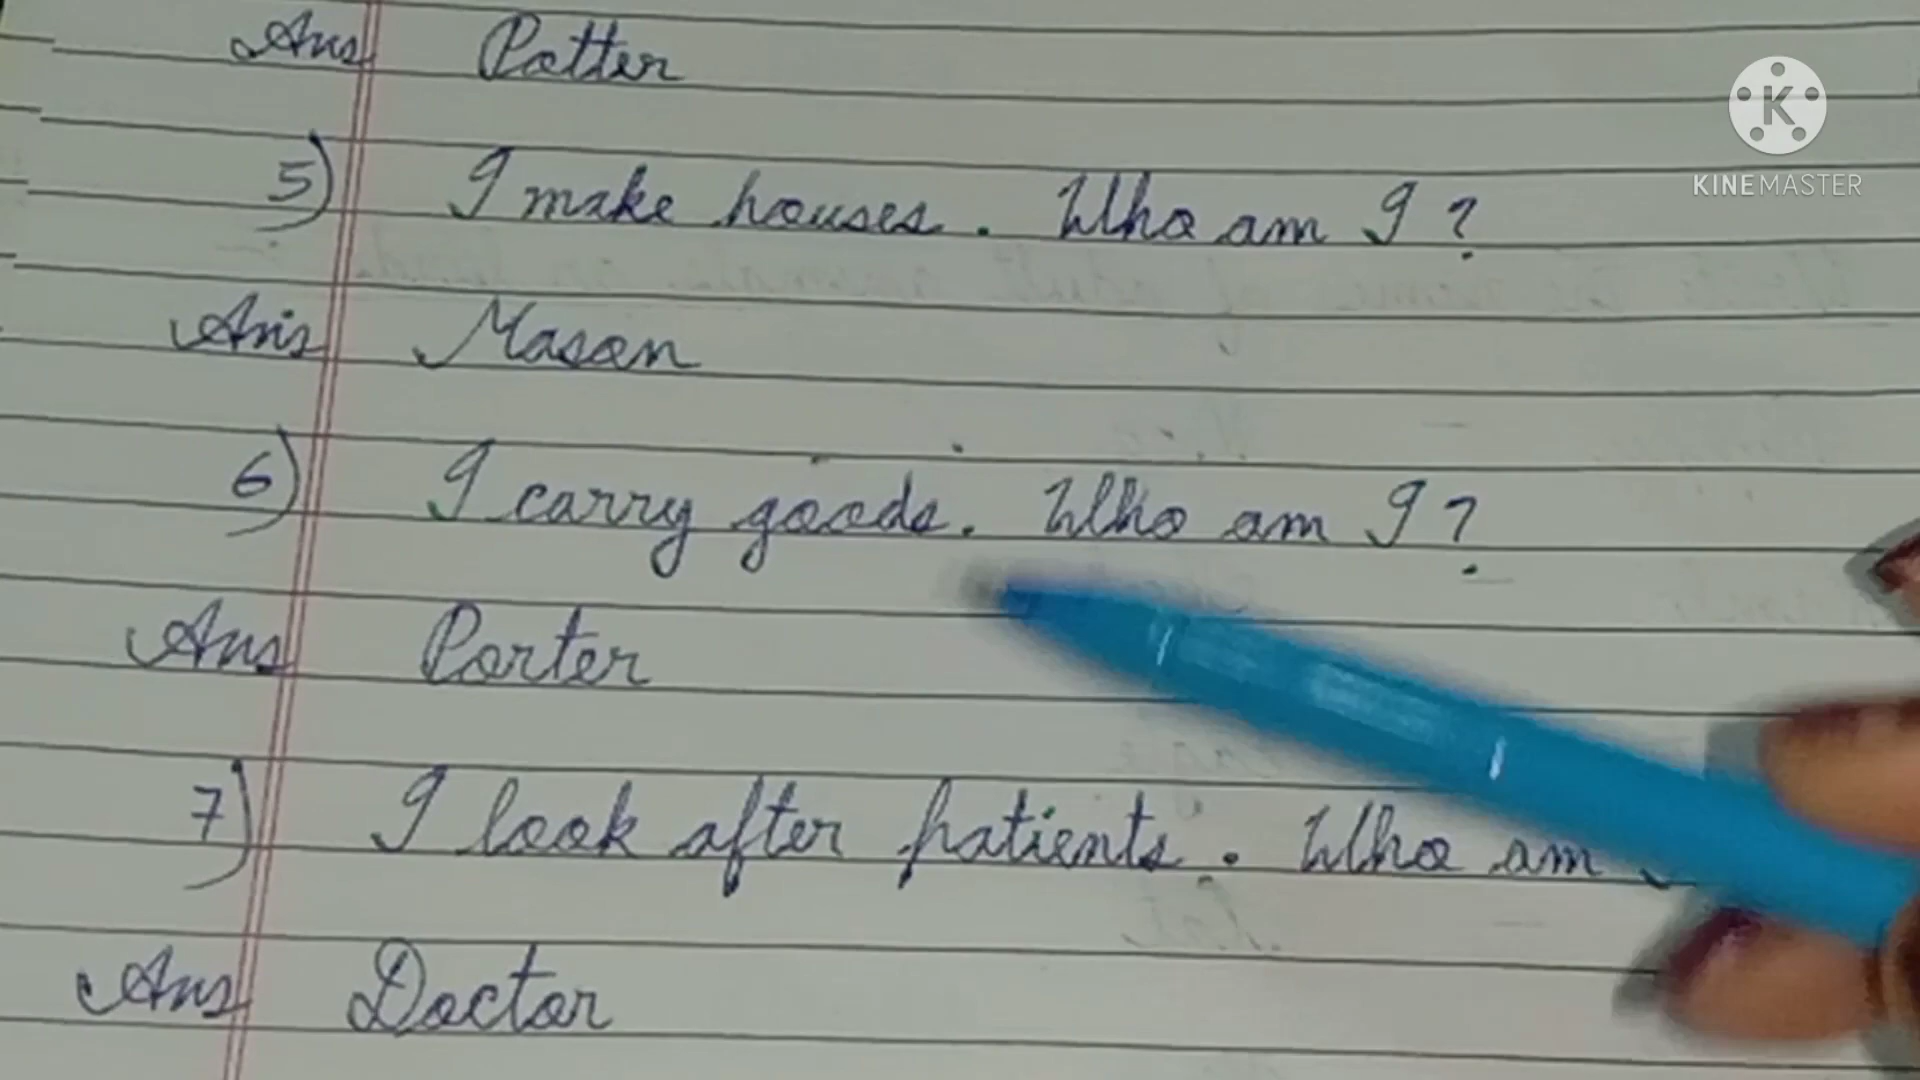 Ans Potter
5) I make houses. Who am I?
Ans Mason
6) I carry goods. Who am I?
Ans Porter
7) I look after patients. Who am
Ans Doctor
K
KINEMASTER